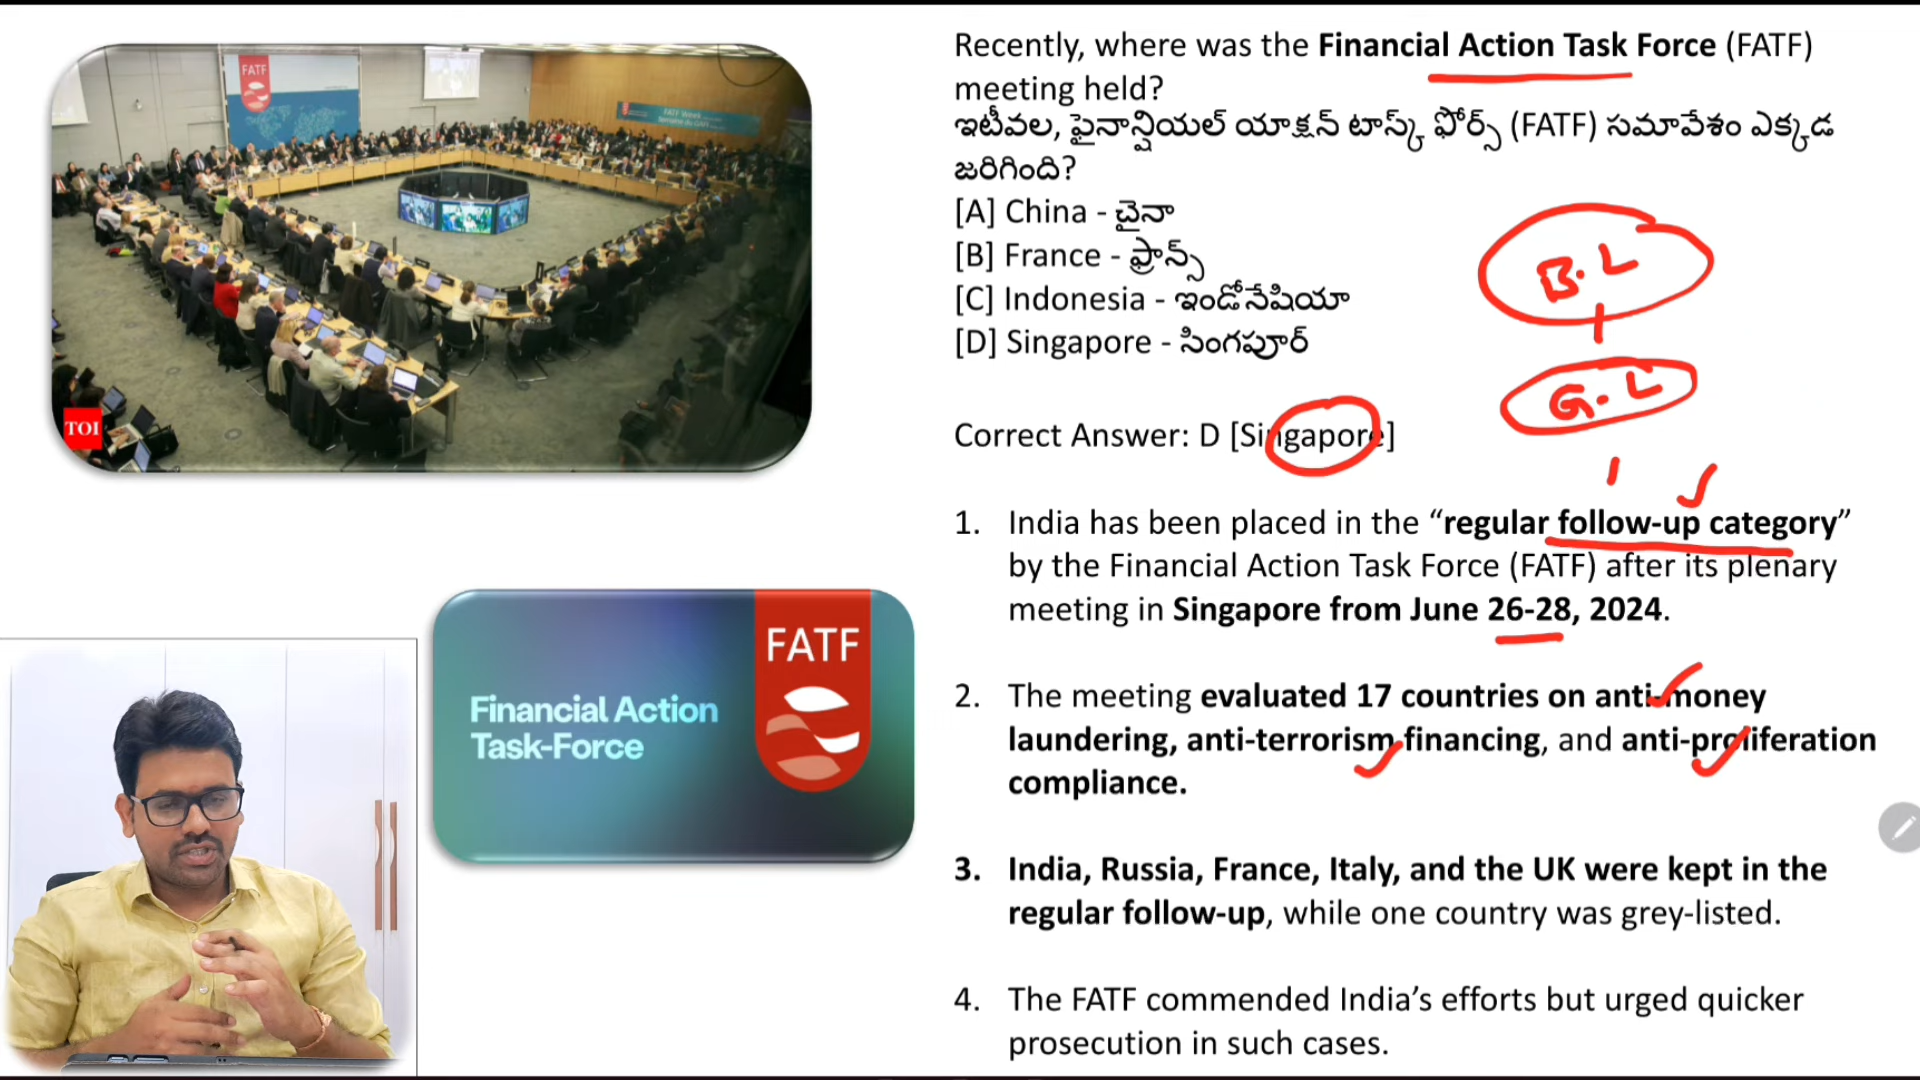 FATF
FATF Week
TOI
Recently, where was the Financial Action Task Force (FATF)
meeting held?
ఇటీవల, ఫైనాన్షియల్ యాక్షన్ టాస్క్ ఫోర్స్ (FATF) సమావేశం ఎక్కడ
జరిగింది?
[A] China - చైనా
[B] France - ఫ్రాన్స్
[C] Indonesia - ఇండోనేషియా
[D] Singapore - సింగపూర్
B.L
G.L
Correct Answer: D [Singapore]
1. India has been placed in the “regular follow-up category”
by the Financial Action Task Force (FATF) after its plenary
meeting in Singapore from June 26-28, 2024.
2. The meeting evaluated 17 countries on anti-money
laundering, anti-terrorism financing, and anti-proliferation
compliance.
3. India, Russia, France, Italy, and the UK were kept in the
regular follow-up, while one country was grey-listed.
4. The FATF commended India’s efforts but urged quicker
prosecution in such cases.
FATF
Financial Action
Task-Force